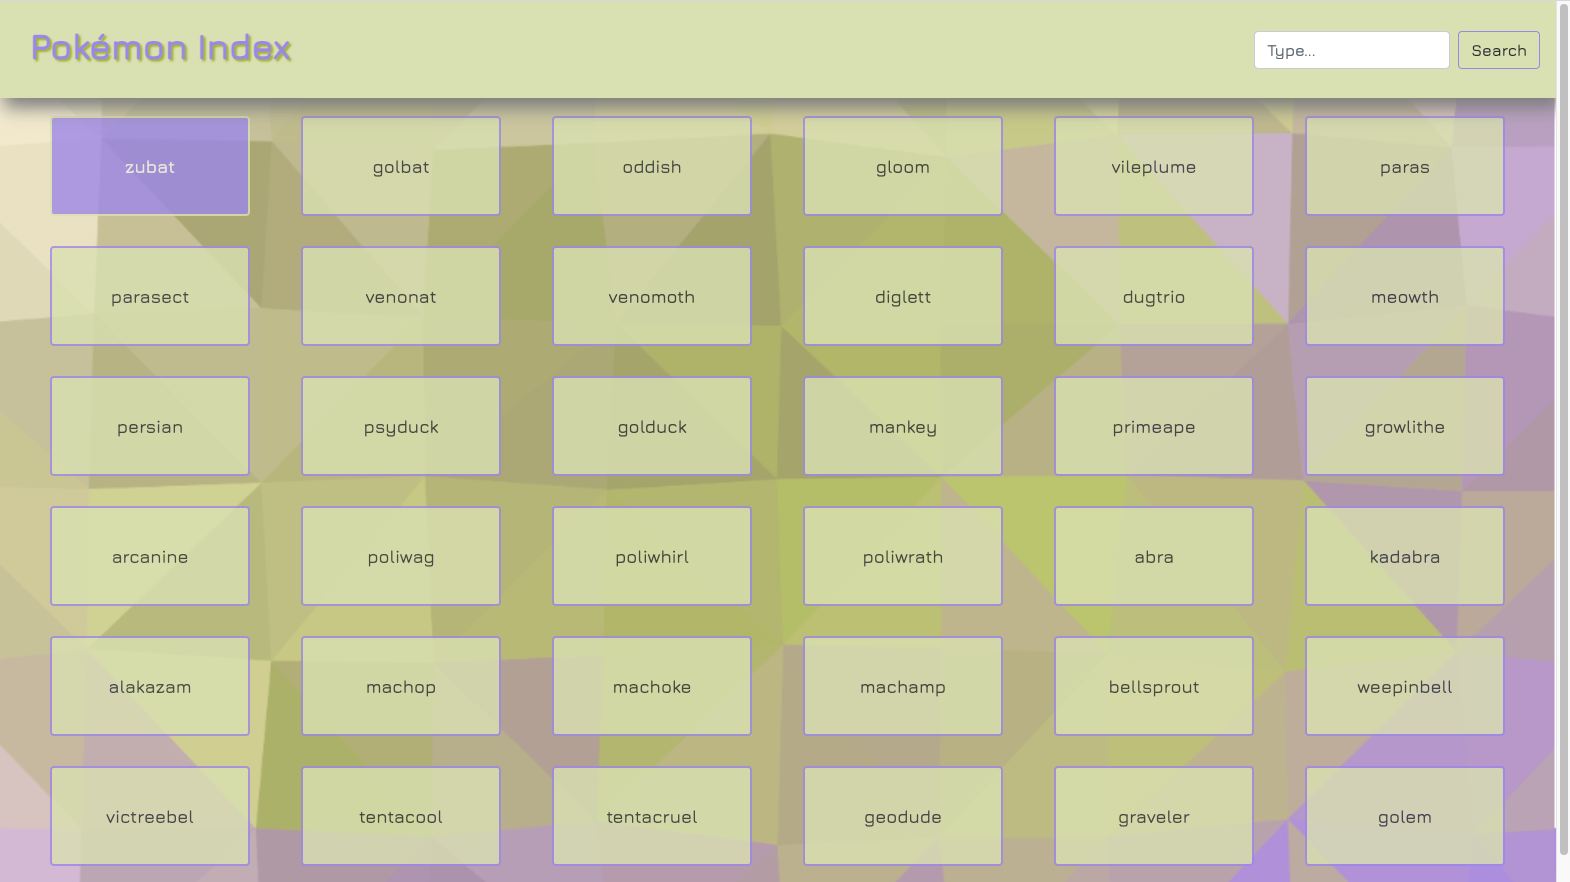 Pokémon Index
Type...
Search
zubat
golbat
oddish
gloom
vileplume
paras
parasect
venonat
venomoth
diglett
dugtrio
meowth
persian
psyduck
golduck
mankey
primeape
growlithe
arcanine
poliwag
poliwhirl
poliwrath
abra
kadabra
alakazam
machop
machoke
machamp
bellsprout
weepinbell
victreebel
tentacool
tentacruel
geodude
graveler
golem